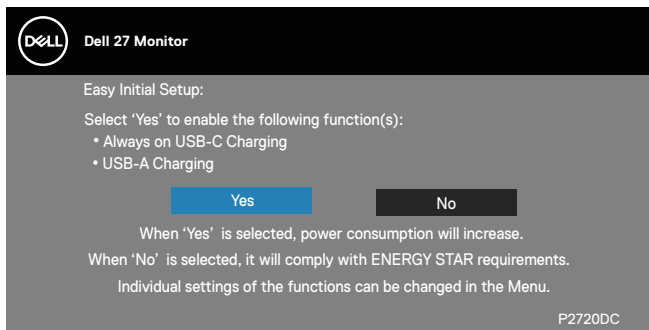 DELL Dell 27 Monitor
Easy Initial Setup:
Select ‘Yes’ to enable the following function(s):
• Always on USB-C Charging
• USB-A Charging
Yes No
When ‘Yes’ is selected, power consumption will increase.
When ‘No’ is selected, it will comply with ENERGY STAR requirements.
Individual settings of the functions can be changed in the Menu.
P2720DC